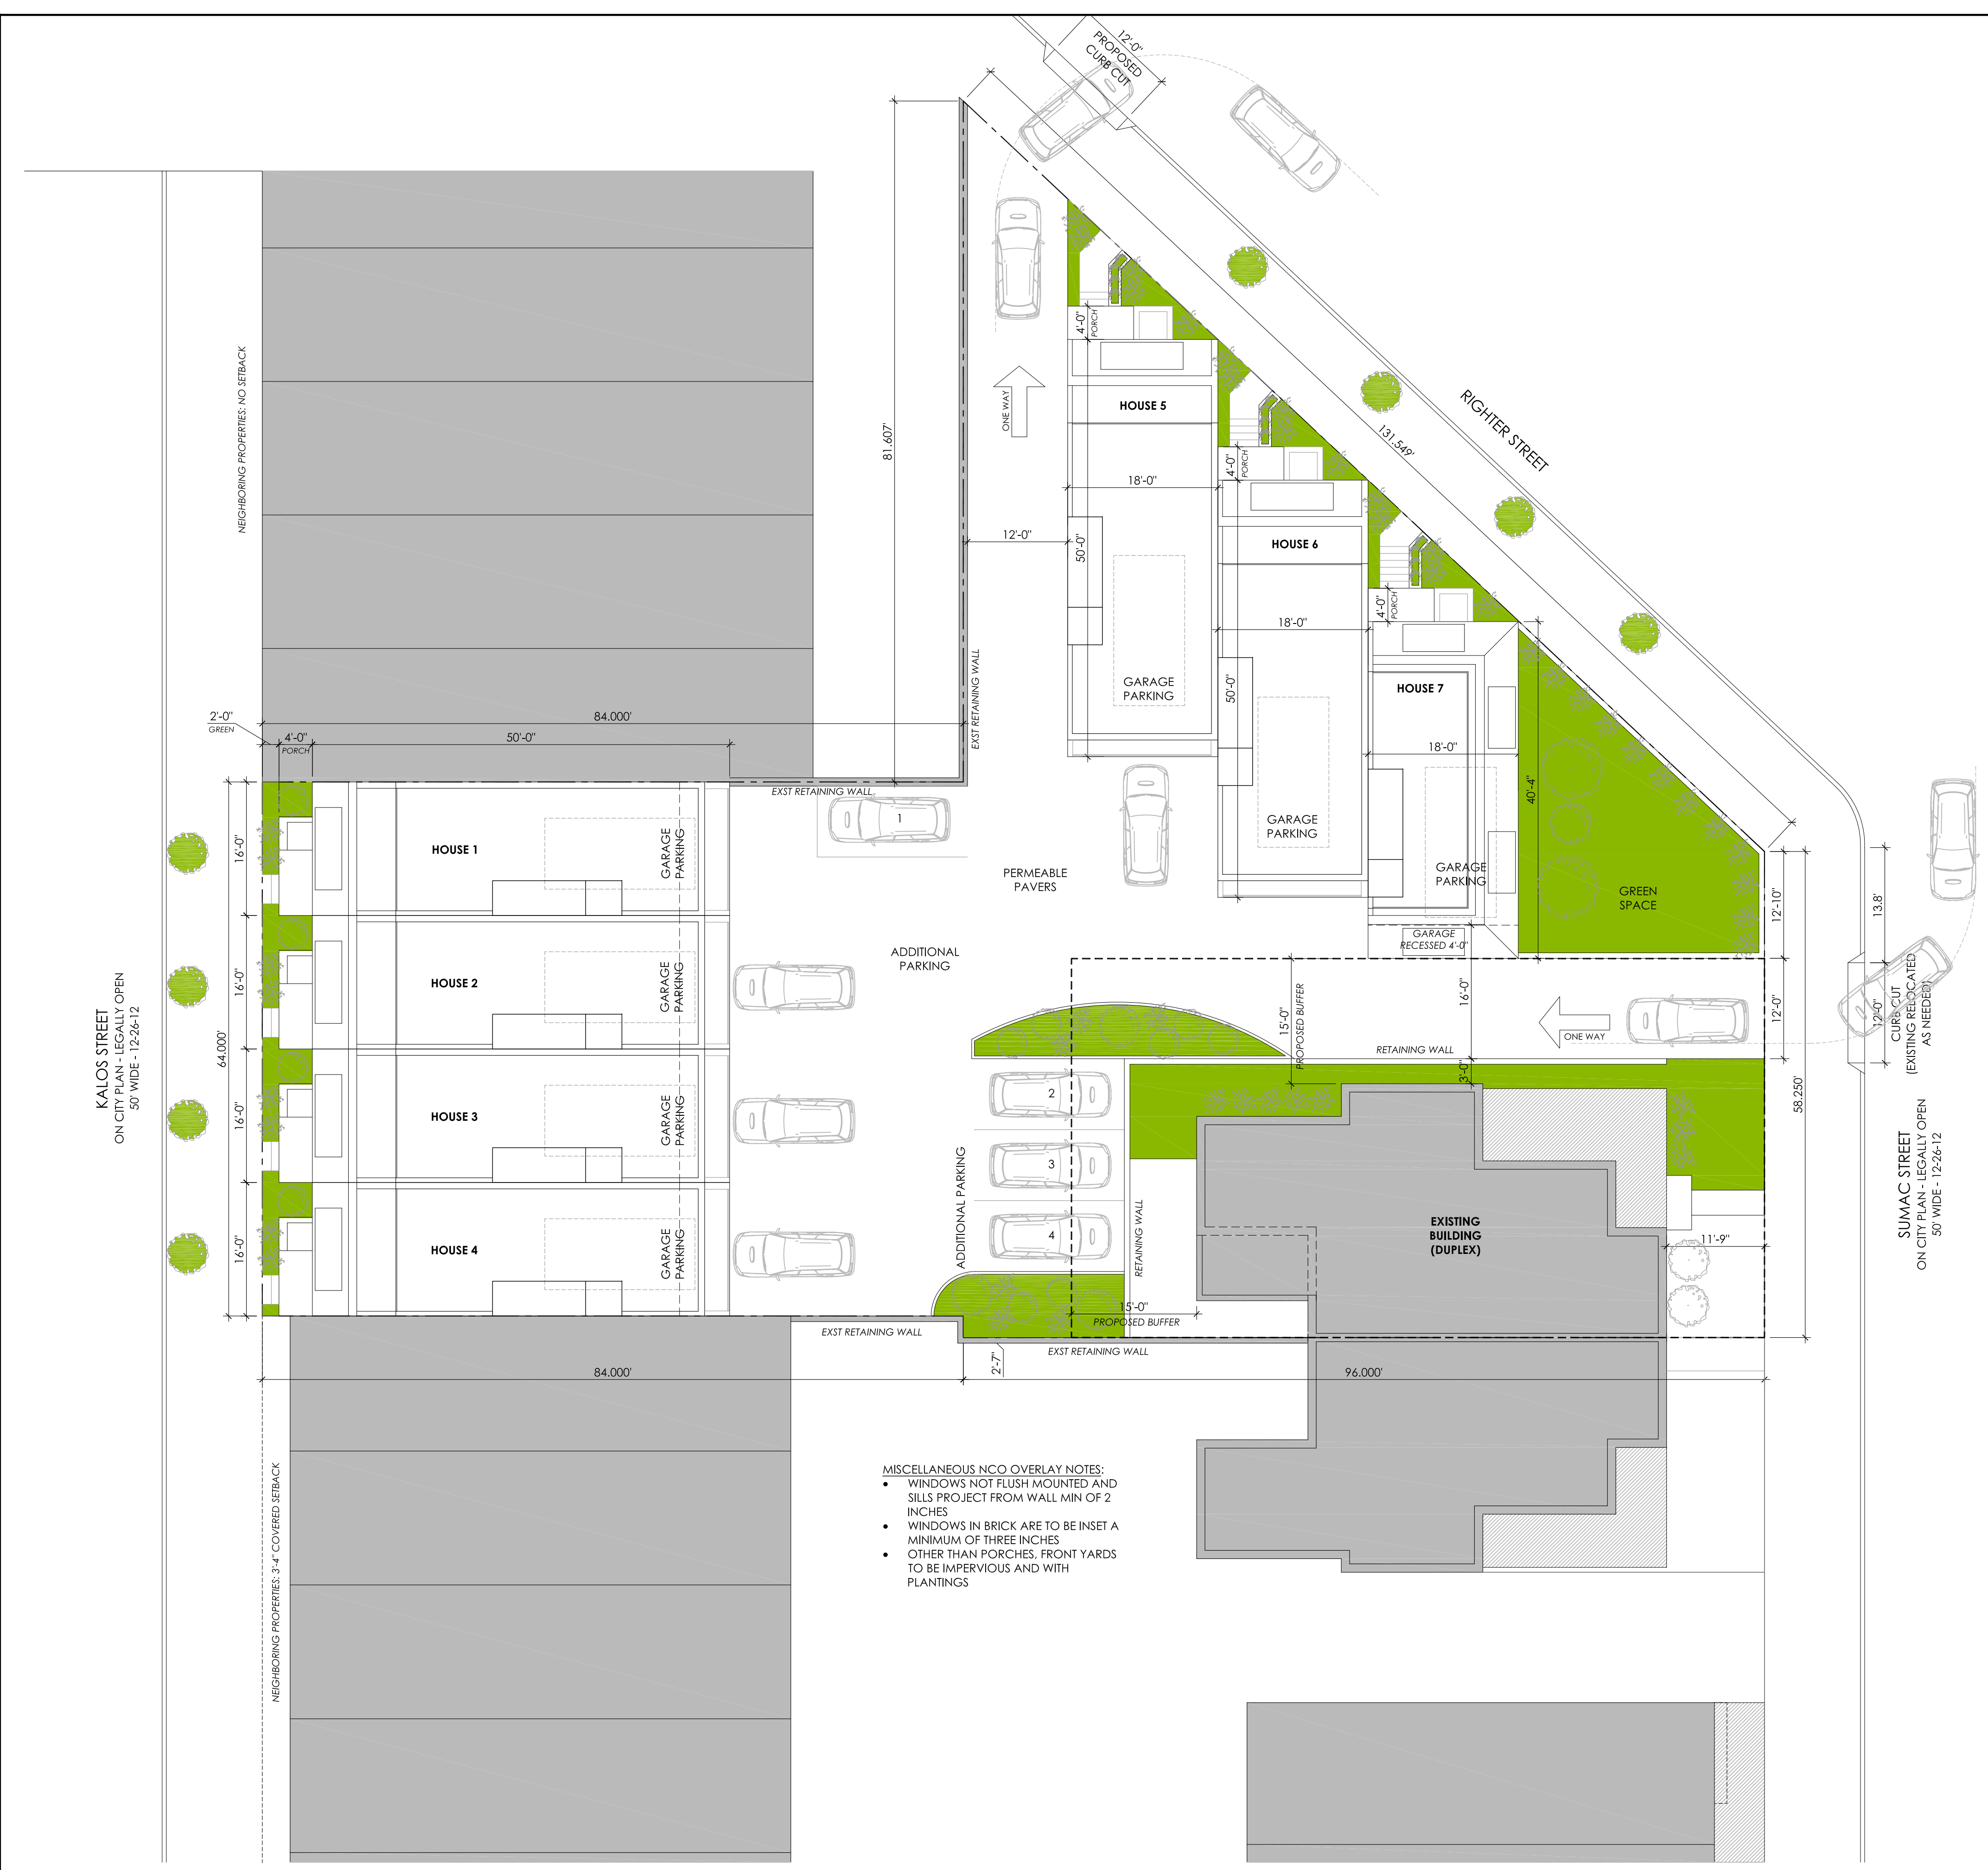 12'-0"
PROPOSED
CURB CUT
NEIGHBORING PROPERTIES: NO SETBACK
81.607'
4'-0"
PORCH
ONE WAY
HOUSE 5
18'-0"
12'-0"
50'-0"
GARAGE
PARKING
4'-0"
PORCH
HOUSE 6
18'-0"
50'-0"
GARAGE
PARKING
RIGHTER STREET
131.549'
4'-0"
PORCH
HOUSE 7
18'-0"
40'-4"
GARAGE
PARKING
GARAGE
RECESSED 4'-0"
GREEN
SPACE
EXST RETAINING WALL
2'-0"
GREEN
84.000'
4'-0"
PORCH
50'-0"
EXST RETAINING WALL
1
16'-0"
HOUSE 1
GARAGE
PARKING
PERMEABLE
PAVERS
12'-10"
13.8'
16'-0"
HOUSE 2
GARAGE
PARKING
ADDITIONAL
PARKING
KALOS STREET
ON CITY PLAN - LEGALLY OPEN
50' WIDE - 12-26-12
64.000'
15'-0"
PROPOSED BUFFER
16'-0"
ONE WAY
12'-0"
12'-0"
CURB CUT
(EXISTING RELOCATED
AS NEEDED)
RETAINING WALL
3'-0"
58.250'
16'-0"
HOUSE 3
GARAGE
PARKING
2
3
4
ADDITIONAL PARKING
RETAINING WALL
16'-0"
HOUSE 4
GARAGE
PARKING
EXISTING
BUILDING
(DUPLEX)
11'-9"
SUMAC STREET
ON CITY PLAN - LEGALLY OPEN
50' WIDE - 12-26-12
15'-0"
PROPOSED BUFFER
EXST RETAINING WALL
EXST RETAINING WALL
2'-7"
84.000'
96.000'
NEIGHBORING PROPERTIES: 3'-4" COVERED SETBACK
MISCELLANEOUS NCO OVERLAY NOTES:
• WINDOWS NOT FLUSH MOUNTED AND
SILLS PROJECT FROM WALL MIN OF 2
INCHES
• WINDOWS IN BRICK ARE TO BE INSET A
MINIMUM OF THREE INCHES
• OTHER THAN PORCHES, FRONT YARDS
TO BE IMPERVIOUS AND WITH
PLANTINGS